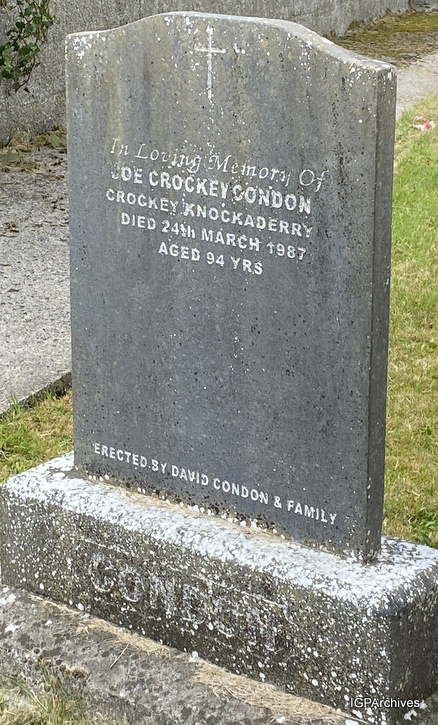 In Loving Memory Of
JOE CROCKEY CONDON
CROCKEY KNOCKADERRY
DIED 24th MARCH 1987
AGED 94 YRS
ERECTED BY DAVID CONDON & FAMILY
CONDON
IGPArchives